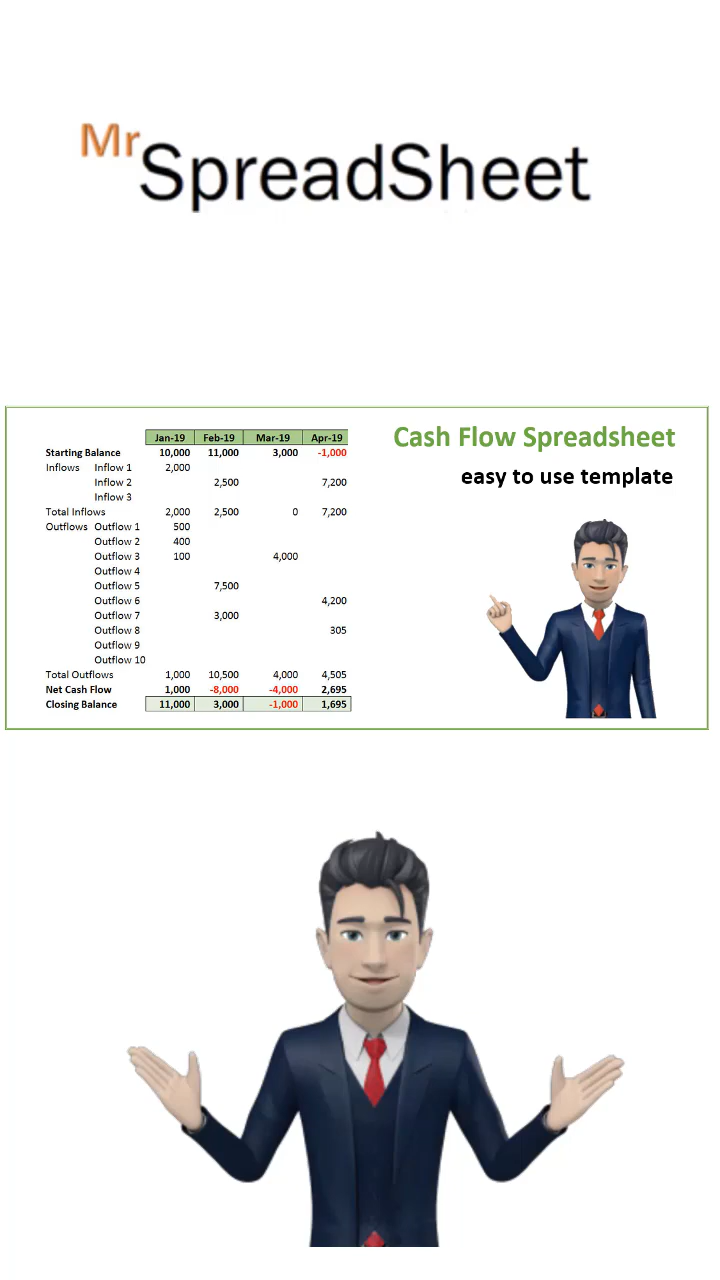 Mr SpreadSheet
Cash Flow Spreadsheet
easy to use template
Jan-19 Feb-19 Mar-19 Apr-19
Starting Balance 10,000 11,000 3,000 -1,000
Inflows Inflow 1 2,000
Inflow 2 2,500 7,200
Inflow 3
Total Inflows 2,000 2,500 0 7,200
Outflows Outflow 1 500
Outflow 2 400
Outflow 3 100 4,000
Outflow 4
Outflow 5 7,500
Outflow 6 4,200
Outflow 7 3,000
Outflow 8 305
Outflow 9
Outflow 10
Total Outflows 1,000 10,500 4,000 4,505
Net Cash Flow 1,000 -8,000 -4,000 2,695
Closing Balance 11,000 3,000 -1,000 1,695